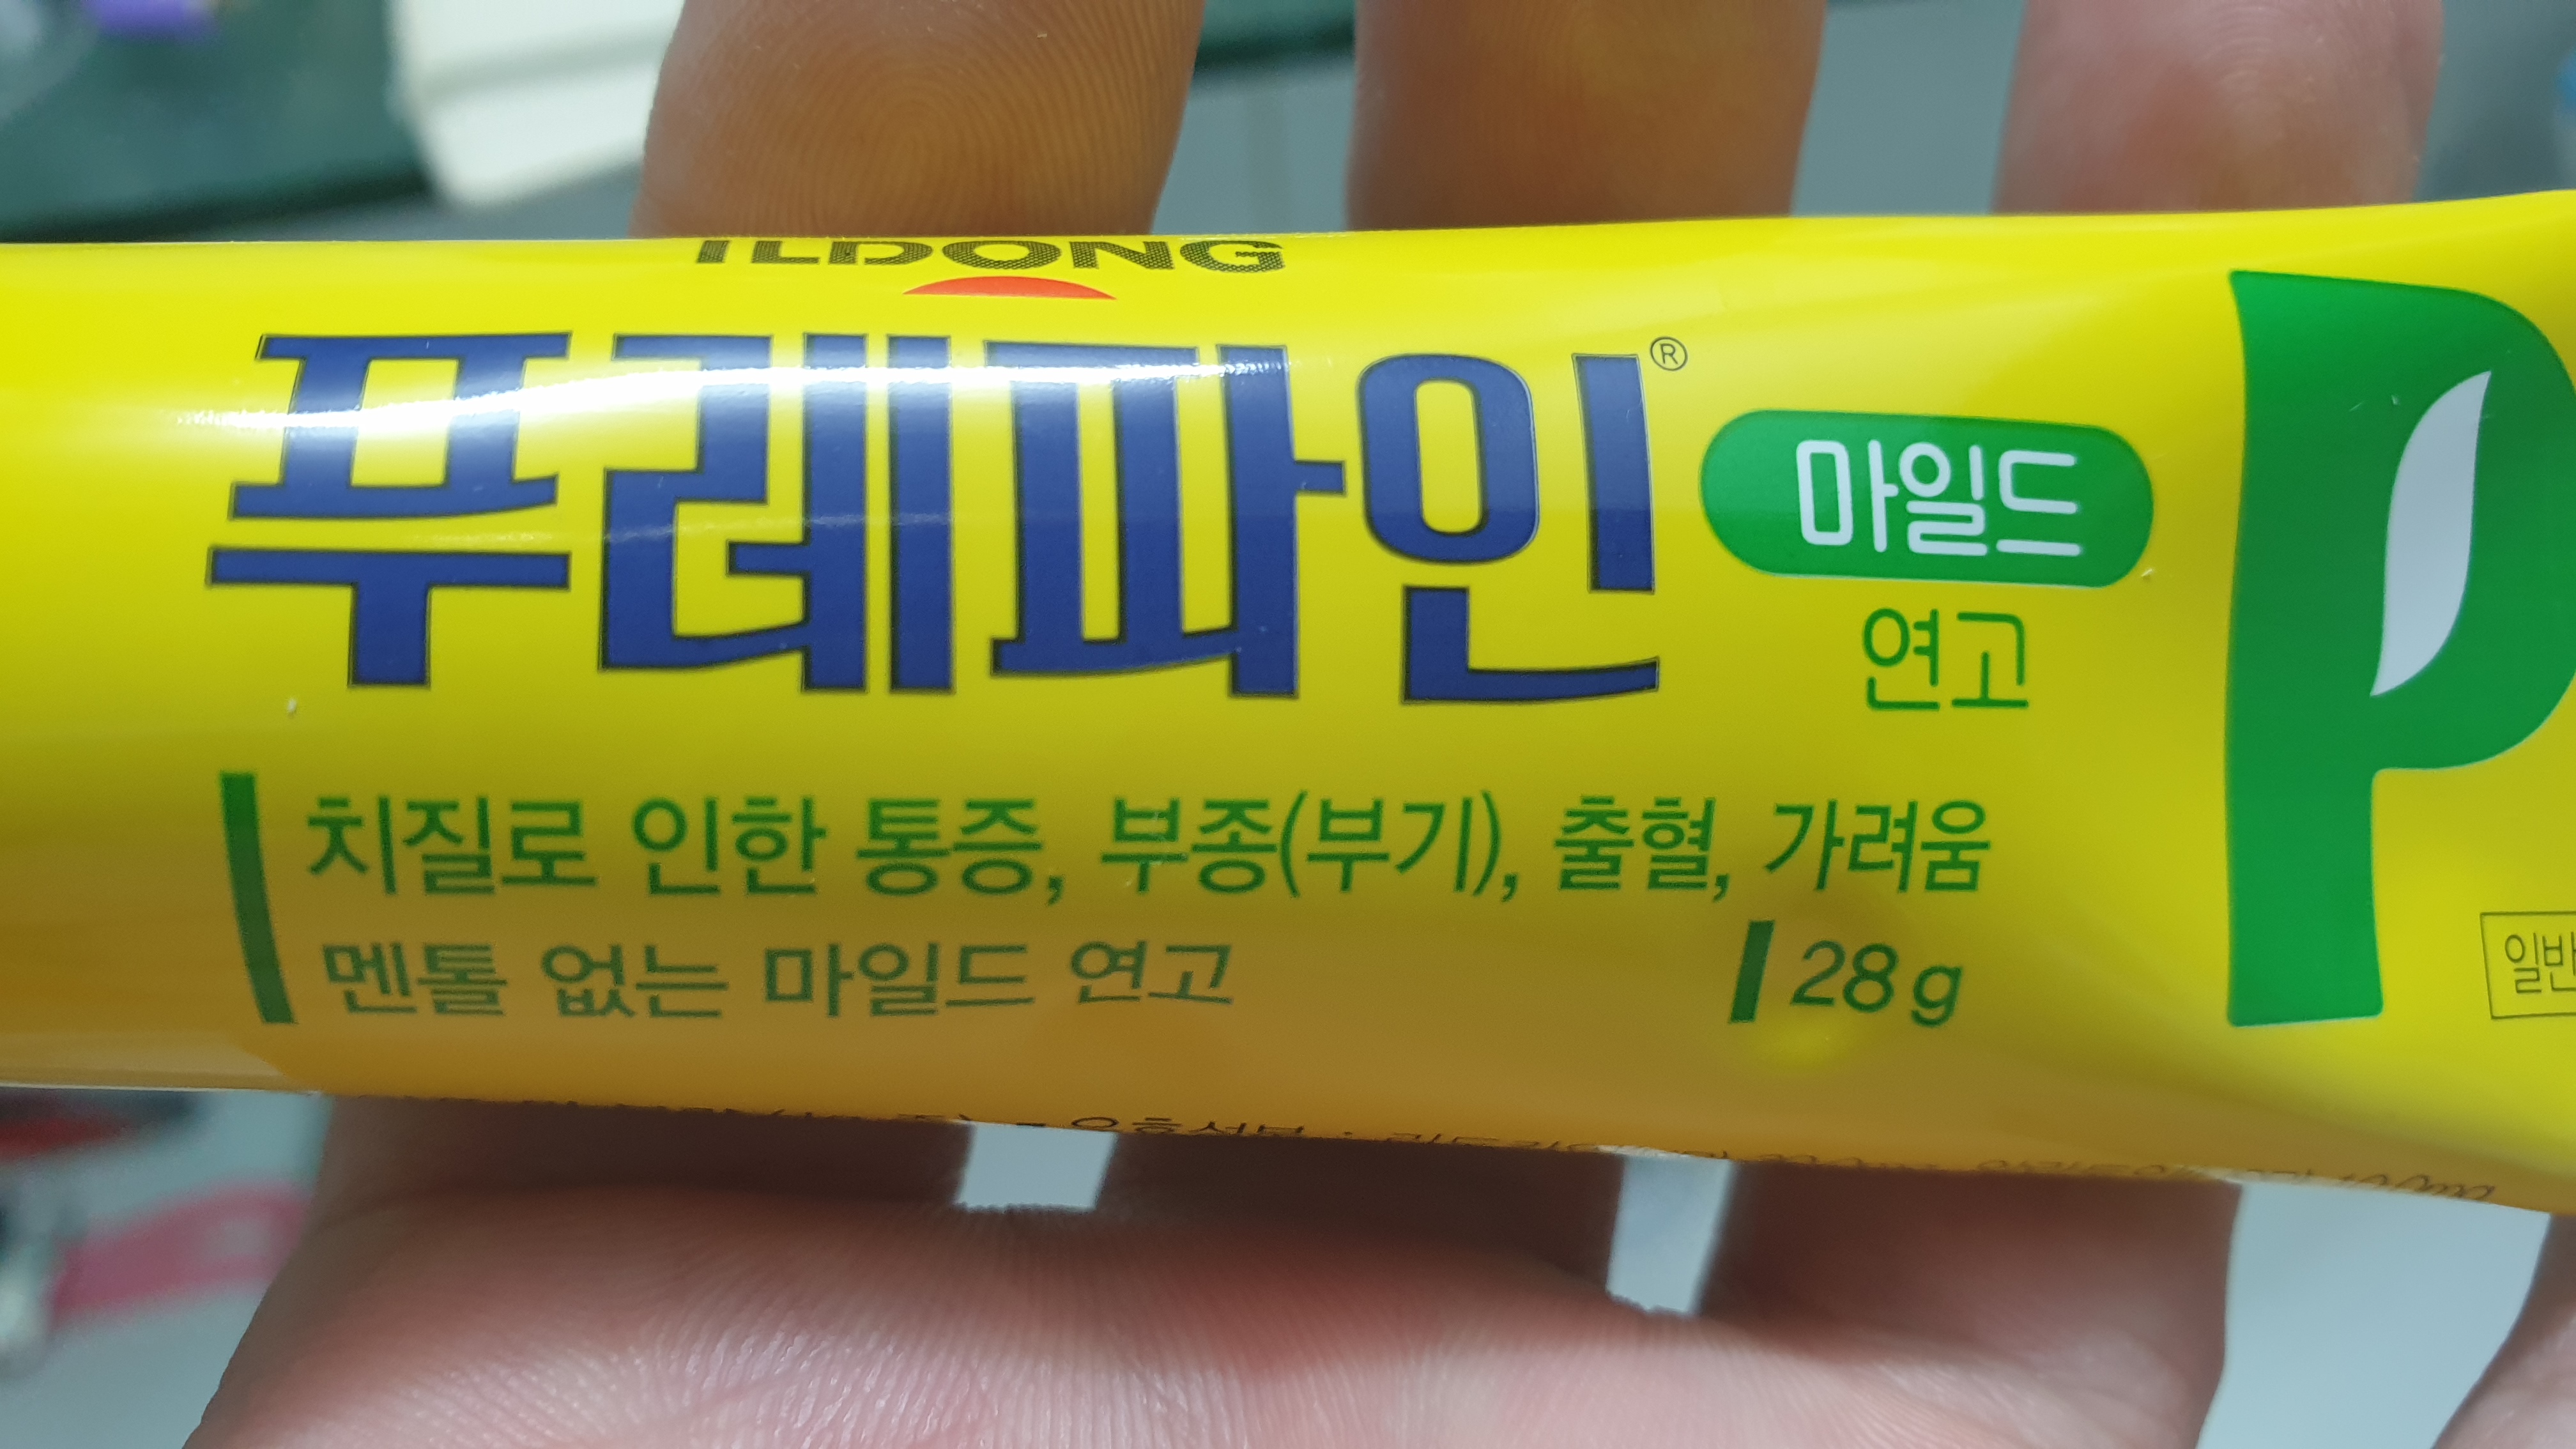 ILDONG
푸레파인®
마일드
연고
치질로 인한 통증, 부종(부기), 출혈, 가려움
멘톨 없는 마일드 연고
28g
일반